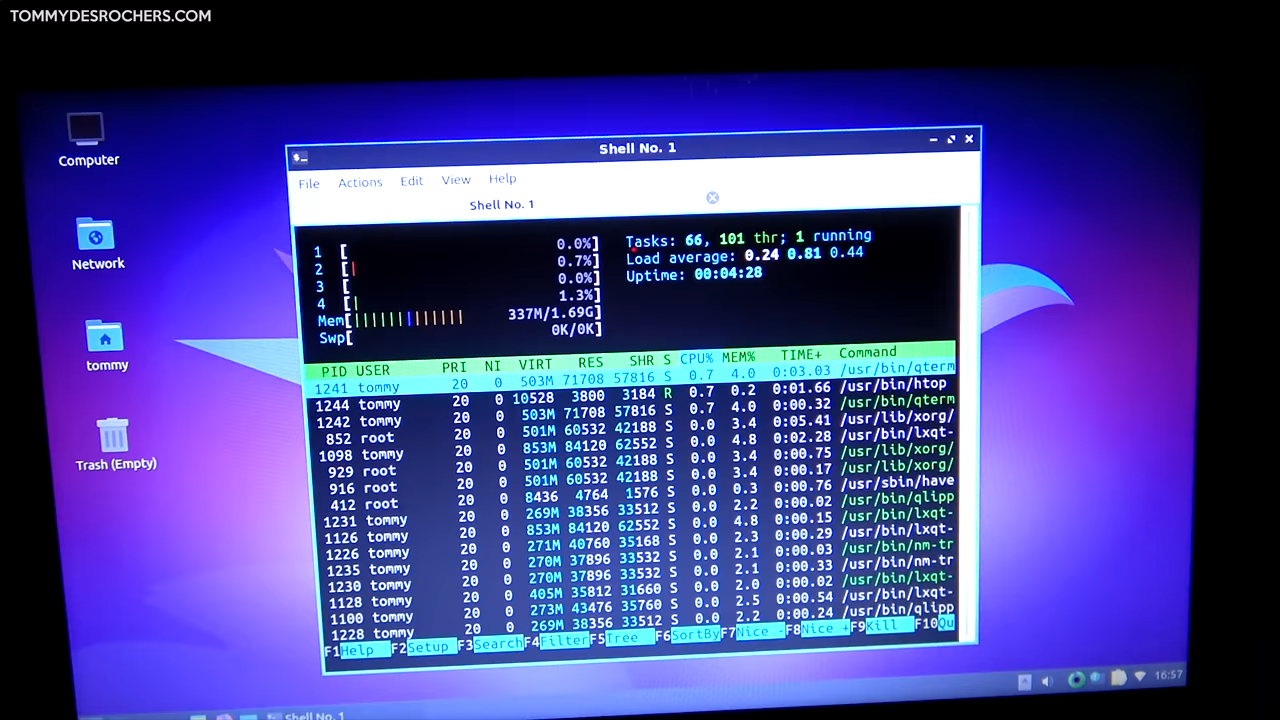 TOMMYDESROCHERS.COM
Computer
Network
tommy
Trash (Empty)
Shell No. 1
File Actions Edit View Help
Shell No. 1
1 [ 0.0%]
2 [| 0.7%]
3 [ 0.0%]
4 [| 1.3%]
Mem[||||||||||||||| 337M/1.69G]
Swp[ 0K/0K]
Tasks: 66, 101 thr; 1 running
Load average: 0.24 0.81 0.44
Uptime: 00:04:28
PID USER PRI NI VIRT RES SHR S CPU% MEM% TIME+ Command
1241 tommy 20 0 503M 71708 57816 S 0.7 4.0 0:03.03 /usr/bin/qterm
1244 tommy 20 0 10528 3800 3184 R 0.7 0.2 0:01.66 /usr/bin/htop
1242 tommy 20 0 503M 71708 57816 S 0.7 4.0 0:00.32 /usr/bin/qterm
852 root 20 0 501M 60532 42188 S 0.0 3.4 0:05.41 /usr/lib/xorg/
1098 tommy 20 0 853M 84120 62552 S 0.0 4.8 0:02.28 /usr/bin/lxqt-
929 root 20 0 501M 60532 42188 S 0.0 3.4 0:00.75 /usr/lib/xorg/
916 root 20 0 501M 60532 42188 S 0.0 3.4 0:00.17 /usr/lib/xorg/
412 root 20 0 8436 4764 1576 S 0.0 0.3 0:00.76 /usr/sbin/have
1231 tommy 20 0 269M 38356 33512 S 0.0 2.2 0:00.02 /usr/bin/qlipp
1126 tommy 20 0 853M 84120 62552 S 0.0 4.8 0:00.15 /usr/bin/lxqt-
1226 tommy 20 0 271M 40760 35168 S 0.0 2.3 0:00.29 /usr/bin/lxqt-
1235 tommy 20 0 270M 37896 33532 S 0.0 2.1 0:00.03 /usr/bin/nm-tr
1230 tommy 20 0 270M 37896 33532 S 0.0 2.1 0:00.33 /usr/bin/nm-tr
1128 tommy 20 0 405M 35812 31660 S 0.0 2.0 0:00.02 /usr/bin/lxqt-
1100 tommy 20 0 273M 43476 35760 S 0.0 2.5 0:00.54 /usr/bin/lxqt-
1228 tommy 20 0 269M 38356 33512 S 0.0 2.2 0:00.24 /usr/bin/qlipp
F1Help F2Setup F3Search F4Filter F5Tree F6SortBy F7Nice - F8Nice + F9Kill F10Qu
16:57
Shell No. 1